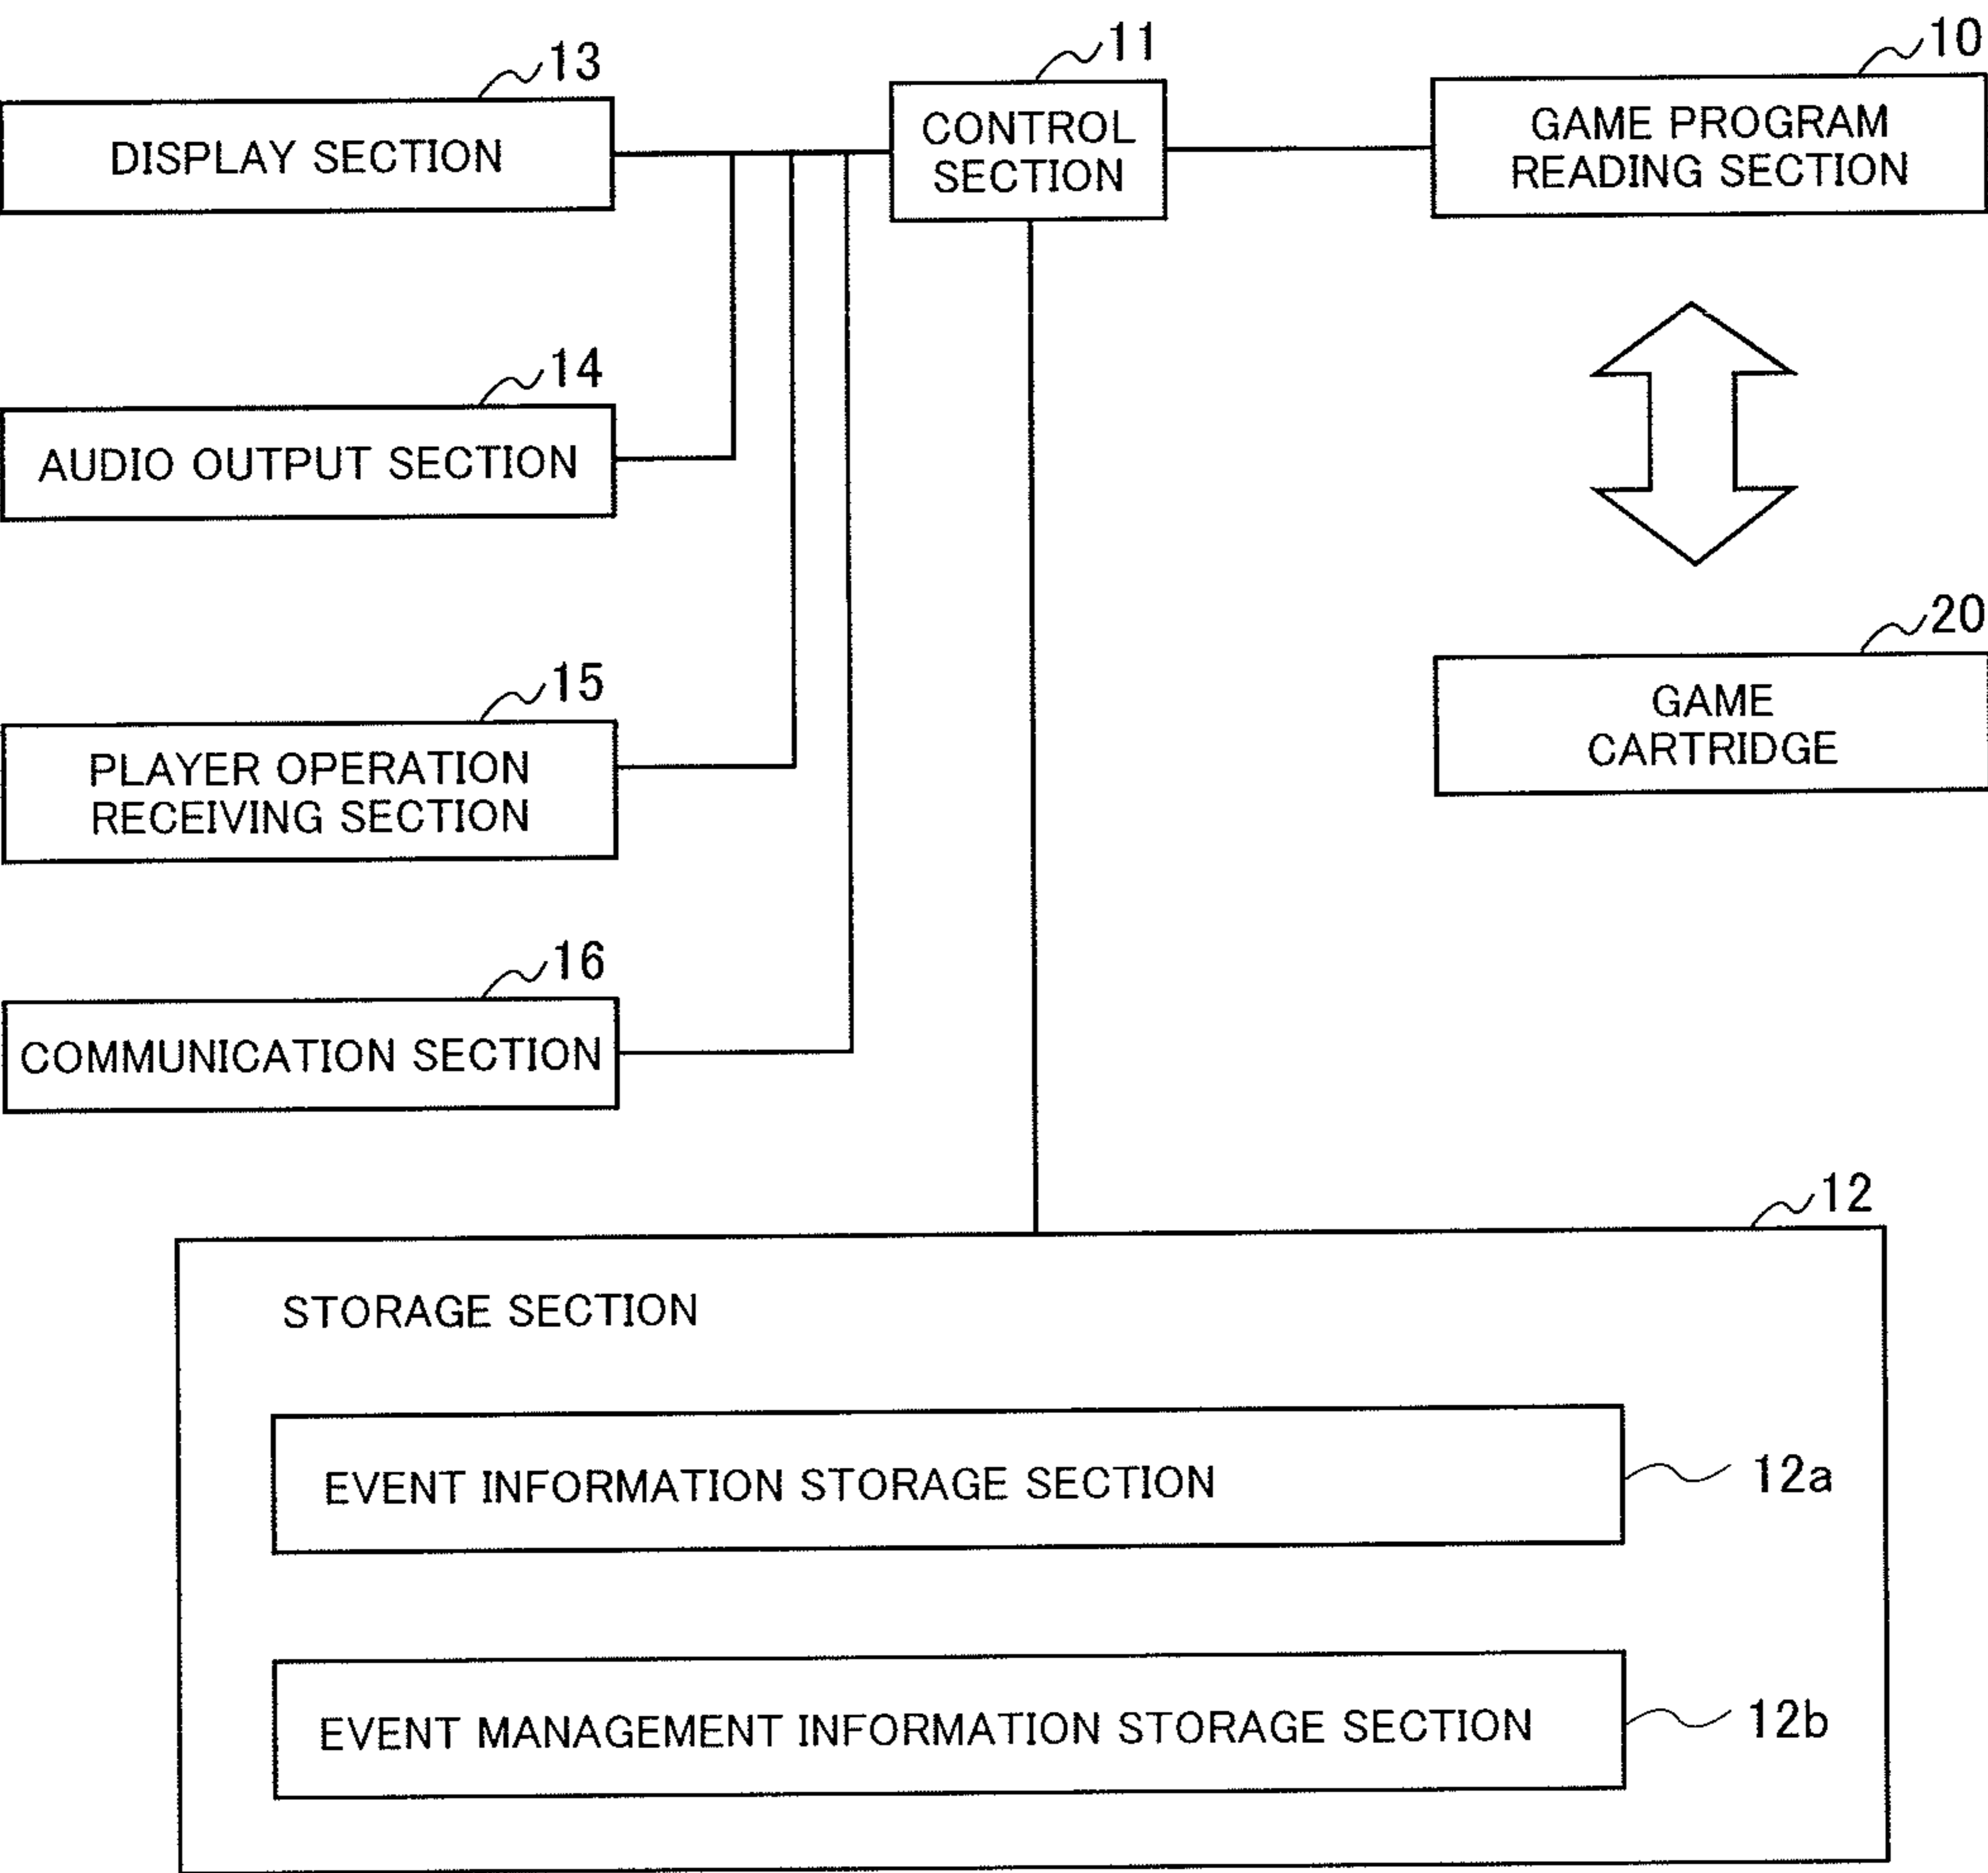 13
DISPLAY SECTION
11
CONTROL
SECTION
10
GAME PROGRAM
READING SECTION
14
AUDIO OUTPUT SECTION
15
PLAYER OPERATION
RECEIVING SECTION
20
GAME
CARTRIDGE
16
COMMUNICATION SECTION
12
STORAGE SECTION
EVENT INFORMATION STORAGE SECTION
12a
EVENT MANAGEMENT INFORMATION STORAGE SECTION
12b